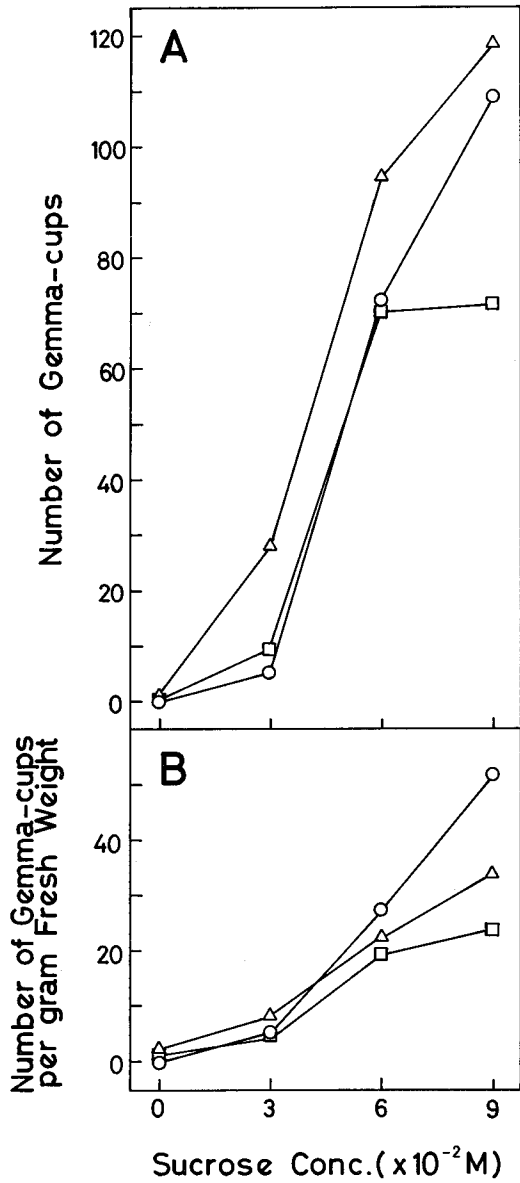 A
120
100
80
60
40
20
0
Number of Gemma-cups
B
40
20
0
Number of Gemma-cups
per gram Fresh Weight
0 3 6 9
Sucrose Conc.(x10⁻²M)